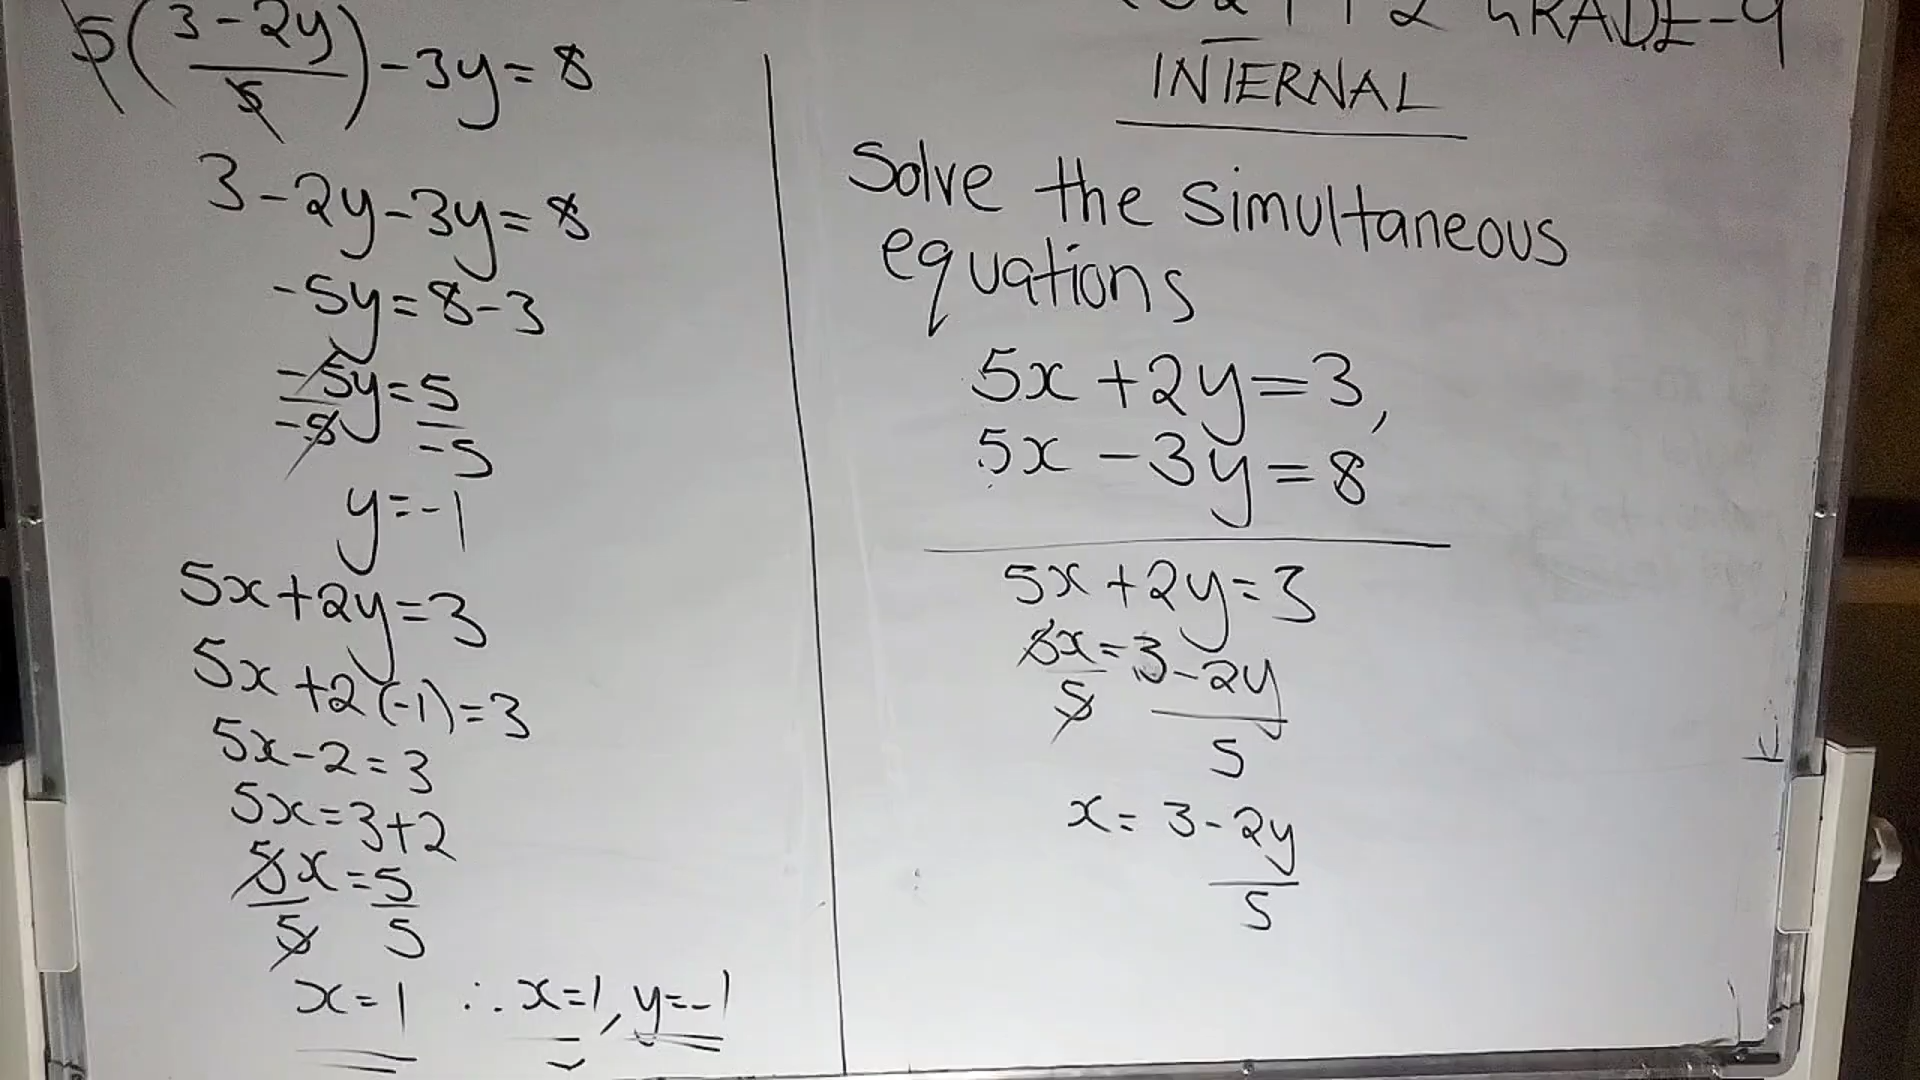 GRADE-9
INTERNAL
Solve the simultaneous
equations
5x + 2y = 3,
5x - 3y = 8
5x + 2y = 3
5x/5 = (3 - 2y)/5
x = (3 - 2y)/5
5((3 - 2y)/5) - 3y = 8
3 - 2y - 3y = 8
-5y = 8 - 3
-5y/-5 = 5/-5
y = -1
5x + 2y = 3
5x + 2(-1) = 3
5x - 2 = 3
5x = 3 + 2
5x/5 = 5/5
x = 1 ∴ x = 1, y = -1